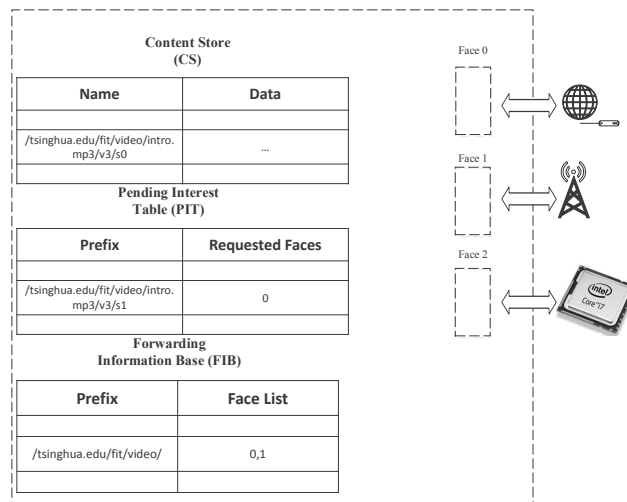 Content Store
(CS)
Name
Data
/tsinghua.edu/fit/video/intro.
mp3/v3/s0
...
Pending Interest
Table (PIT)
Prefix
Requested Faces
/tsinghua.edu/fit/video/intro.
mp3/v3/s1
0
Forwarding
Information Base (FIB)
Prefix
Face List
/tsinghua.edu/fit/video/
0,1
Face 0
Face 1
Face 2
intel
Core™i7